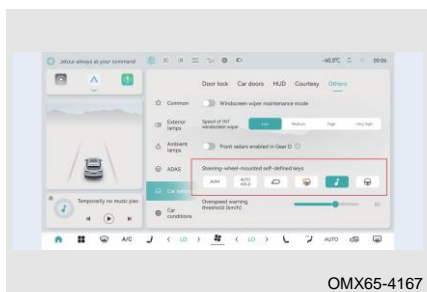 Jetour always at your command
-40.0℃
00:06
Door lock Car doors HUD Courtesy Others
Common
Windscreen wiper maintenance mode
Exterior lamps
Speed of INT windscreen wiper
Low Medium High Very high
Ambient lamps
Front radars enabled in Gear D
ADAS
Steering-wheel-mounted self-defined keys
AUTO HOLD
Car conditions
Overspeed warning threshold (km/h)
Temporarily no music
A/C
LO
LO
AUTO
OMX65-4167